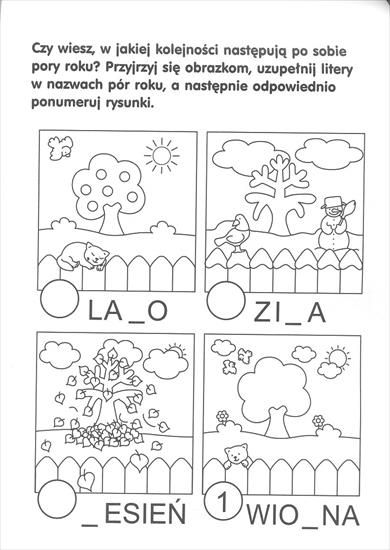 Czy wiesz, w jakiej kolejności następują po sobie
pory roku? Przyjrzyj się obrazkom, uzupełnij litery
w nazwach pór roku, a następnie odpowiednio
ponumeruj rysunki.
LA_O
ZI_A
_ESIEŃ
1
WIO_NA